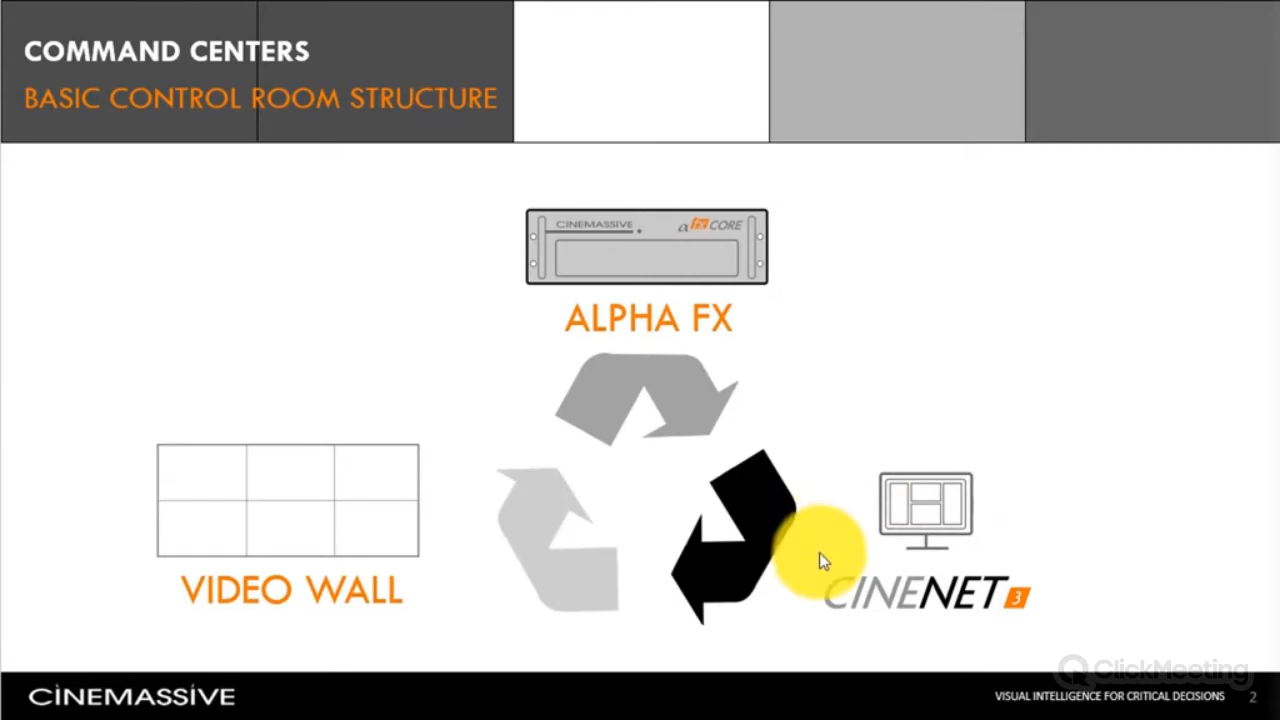 COMMAND CENTERS
BASIC CONTROL ROOM STRUCTURE
CINEMASSIVE
α fx CORE
ALPHA FX
VIDEO WALL
CINENET 3
ClickMeeting
CINEMASSIVE
VISUAL INTELLIGENCE FOR CRITICAL DECISIONS 2